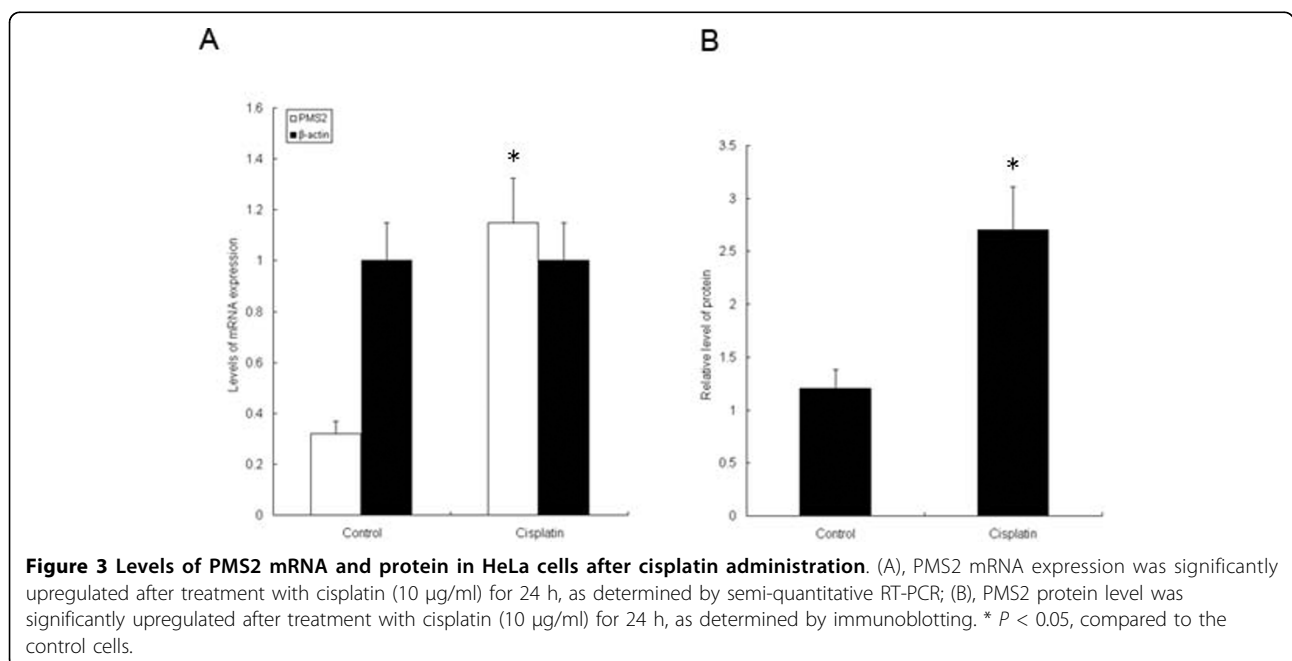 A
B
1.6
1.4
1.2
1
0.8
0.6
0.4
0.2
0
Levels of mRNA expression
PMS2
β-actin
*
Control
Cisplatin
3.5
3
2.5
2
1.5
1
0.5
0
Relative level of protein
*
Control
Cisplatin
Figure 3 Levels of PMS2 mRNA and protein in HeLa cells after cisplatin administration. (A), PMS2 mRNA expression was significantly
upregulated after treatment with cisplatin (10 μg/ml) for 24 h, as determined by semi-quantitative RT-PCR; (B), PMS2 protein level was
significantly upregulated after treatment with cisplatin (10 μg/ml) for 24 h, as determined by immunoblotting. * P < 0.05, compared to the
control cells.